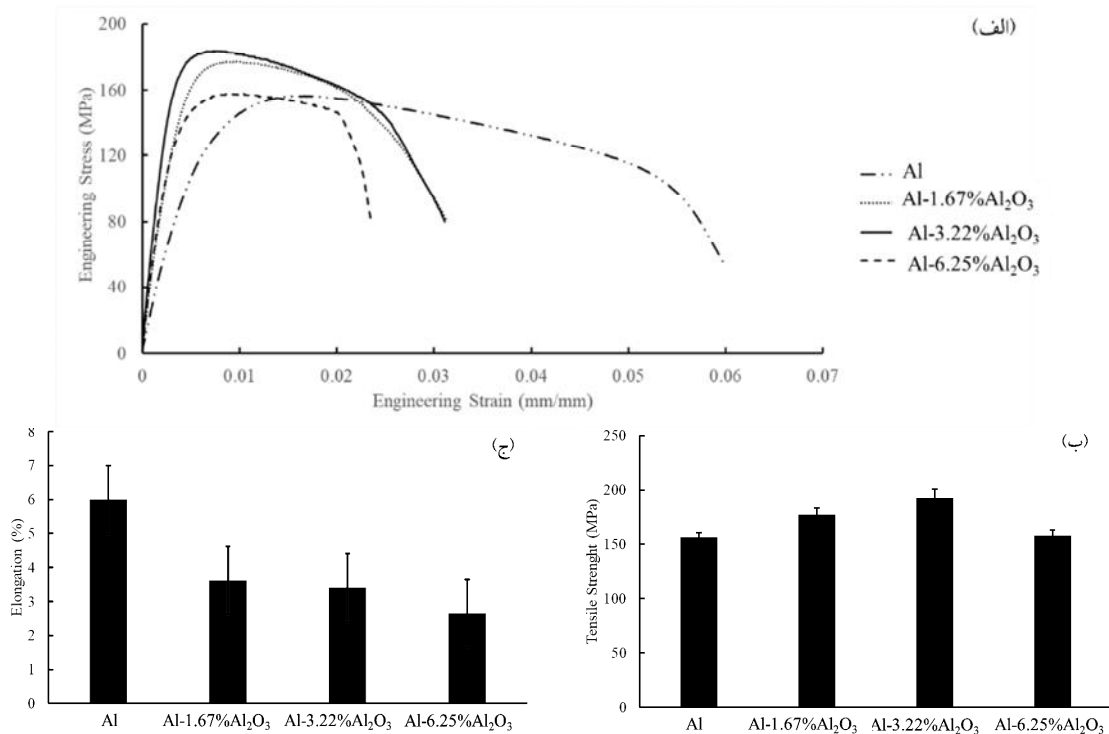 (الف)
200
160
120
80
40
0
Engineering Stress (MPa)
0 0.01 0.02 0.03 0.04 0.05 0.06 0.07
Engineering Strain (mm/mm)
Al
Al-1.67%Al₂O₃
Al-3.22%Al₂O₃
Al-6.25%Al₂O₃
(ج)
8
7
6
5
4
3
2
1
0
Elongation (%)
Al Al-1.67%Al₂O₃ Al-3.22%Al₂O₃ Al-6.25%Al₂O₃
(ب)
250
200
150
100
50
0
Tensile Strenght (MPa)
Al Al-1.67%Al₂O₃ Al-3.22%Al₂O₃ Al-6.25%Al₂O₃